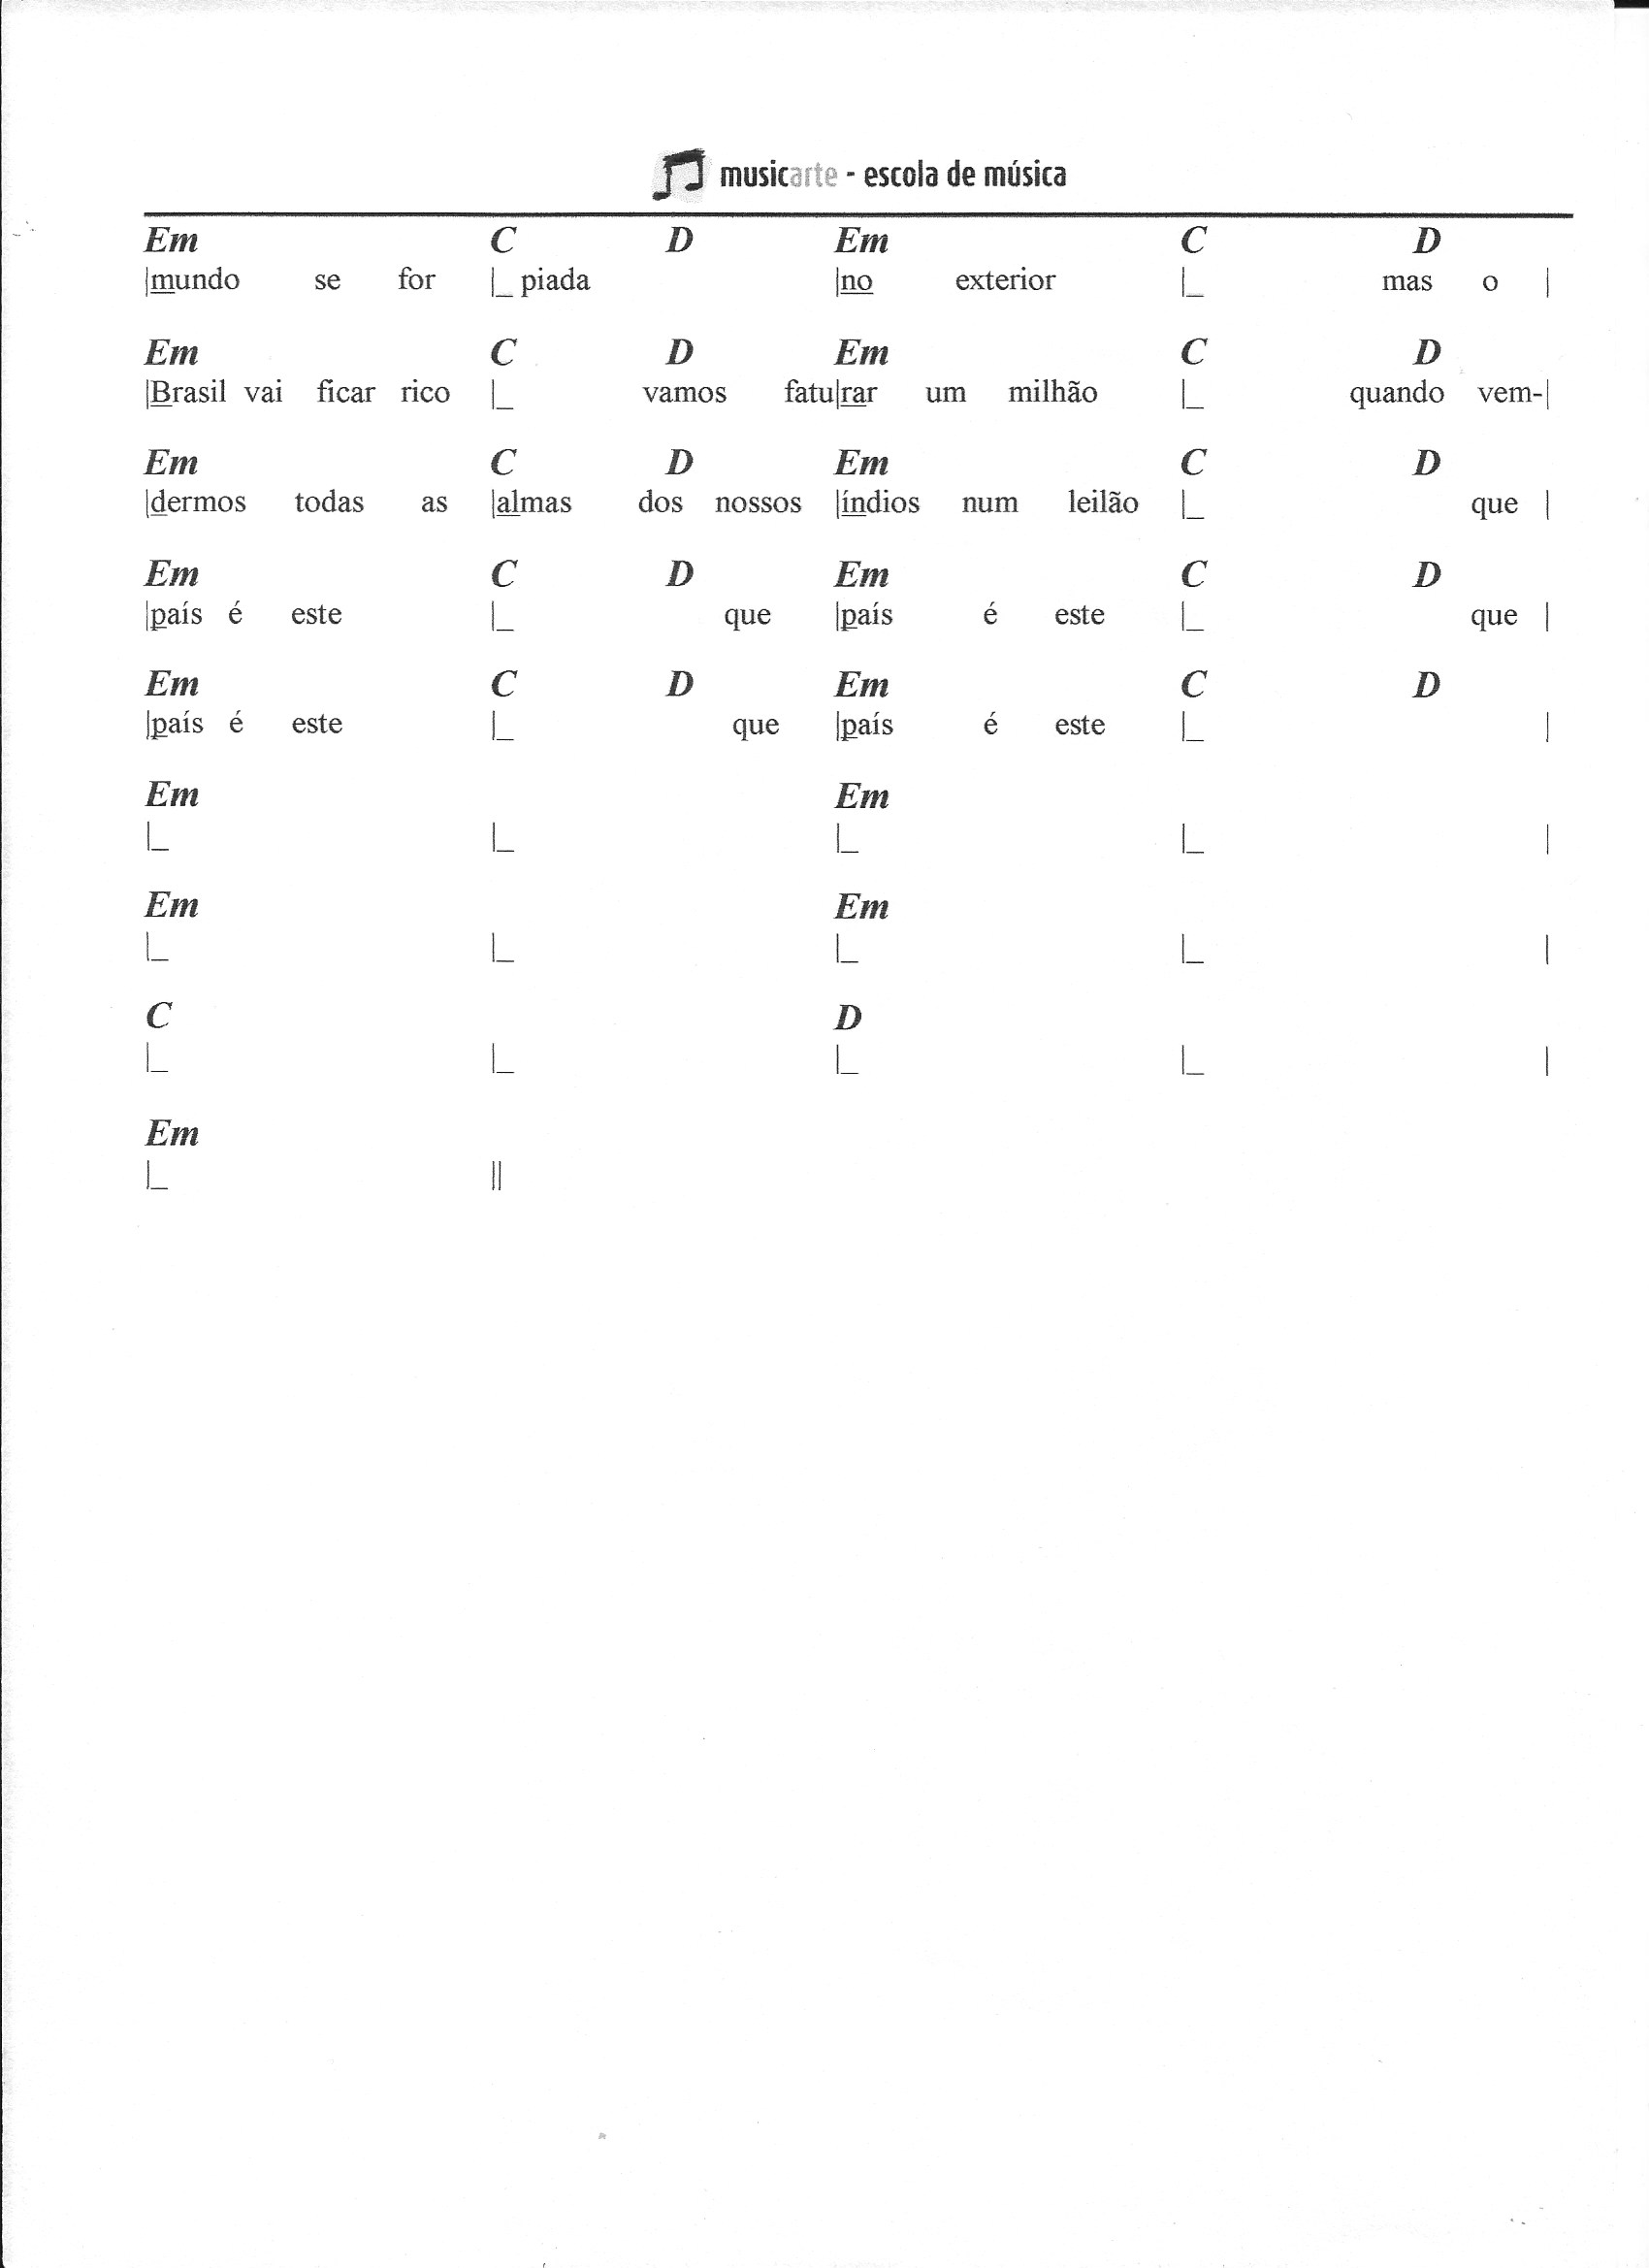 musicarte - escola de música
Em C D Em C D
|mundo se for |_ piada |no exterior |_ mas o |
Em C D Em C D
|Brasil vai ficar rico |_ vamos fatu|rar um milhão |_ quando vem-|
Em C D Em C D
|dermos todas as |almas dos nossos |índios num leilão |_ que |
Em C D Em C D
|país é este |_ que |país é este |_ que |
Em C D Em C D
|país é este |_ que |país é este |_ |
Em Em
|_ |_ |_ |_ |
Em Em
|_ |_ |_ |_ |
C D
|_ |_ |_ |_ |
Em
|_ ||